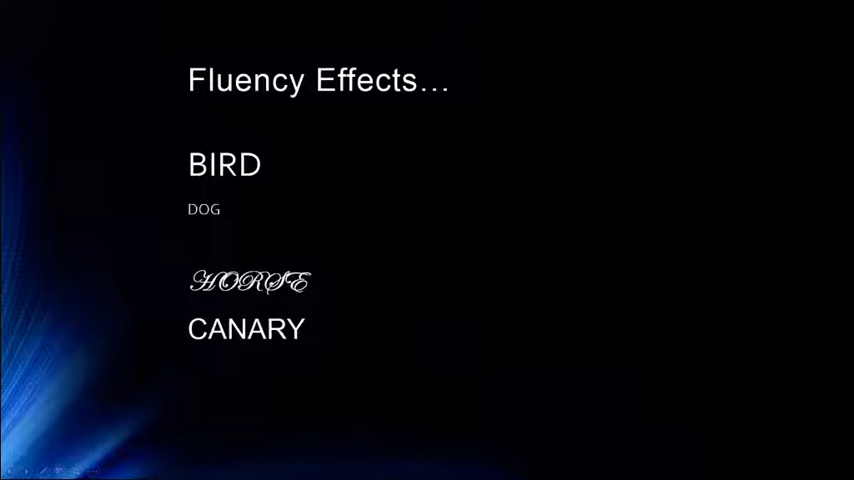 Fluency Effects…
BIRD
DOG
HORSE
CANARY